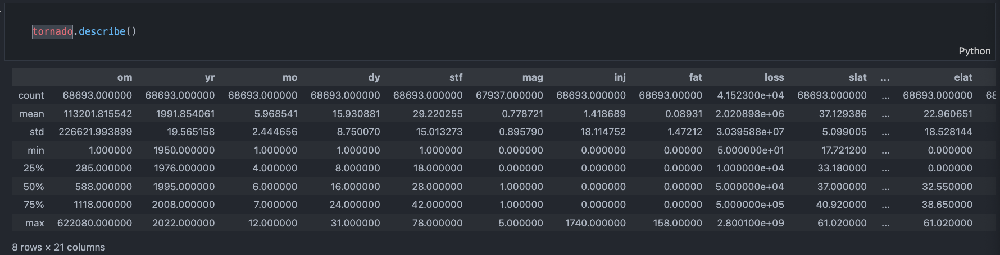 tornado.describe()
Python
om yr mo dy stf mag inj fat loss slat ... elat
count 68693.000000 68693.000000 68693.000000 68693.000000 68693.000000 67937.000000 68693.000000 68693.00000 4.152300e+04 68693.000000 ... 68693.000000 68
mean 113201.815542 1991.854061 5.968541 15.930881 29.220255 0.778721 1.418689 0.08931 2.020898e+06 37.129386 ... 22.960651
std 226621.993899 19.565158 2.444656 8.750070 15.013273 0.895790 18.114752 1.47212 3.039588e+07 5.099005 ... 18.528144
min 1.000000 1950.000000 1.000000 1.000000 1.000000 0.000000 0.000000 0.00000 5.000000e+01 17.721200 ... 0.000000
25% 285.000000 1976.000000 4.000000 8.000000 18.000000 0.000000 0.000000 0.00000 1.000000e+04 33.180000 ... 0.000000
50% 588.000000 1995.000000 6.000000 16.000000 28.000000 1.000000 0.000000 0.00000 5.000000e+04 37.000000 ... 32.550000
75% 1118.000000 2008.000000 7.000000 24.000000 42.000000 1.000000 0.000000 0.00000 5.000000e+05 40.920000 ... 38.650000
max 622080.000000 2022.000000 12.000000 31.000000 78.000000 5.000000 1740.000000 158.00000 2.800100e+09 61.020000 ... 61.020000
8 rows × 21 columns